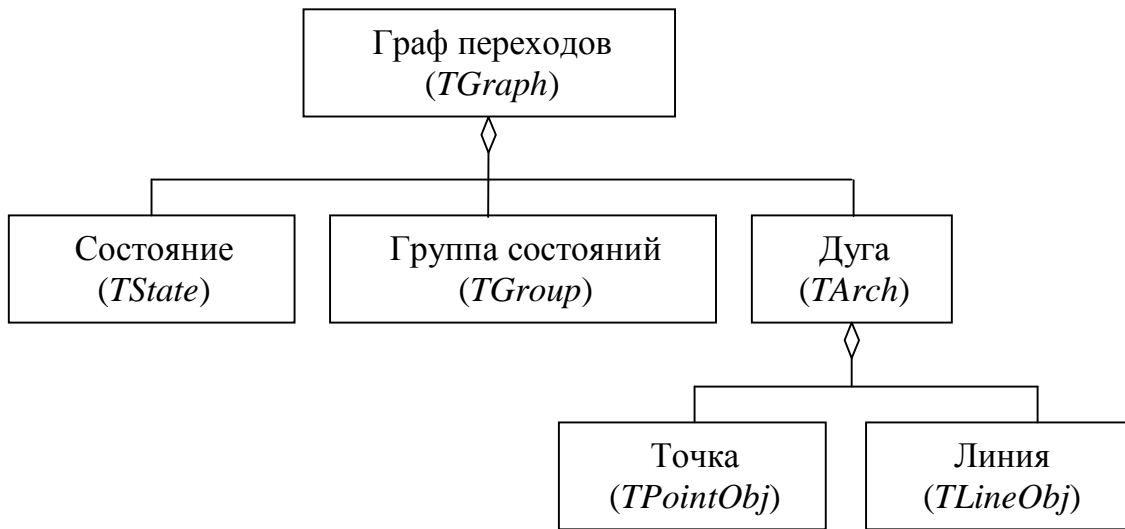 Граф переходов
(TGraph)
Состояние
(TState)
Группа состояний
(TGroup)
Дуга
(TArch)
Точка
(TPointObj)
Линия
(TLineObj)